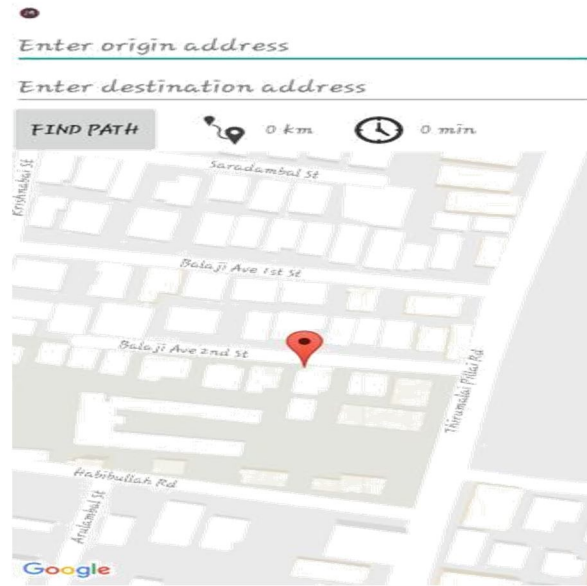 Enter origin address
Enter destination address
FIND PATH
0 km
0 min
Saradambal St
Krishnabai St
Balaji Ave 1st St
Balaji Ave 2nd St
Thirumalai Pillai Rd
Habibullah Rd
Arulambal St
Google